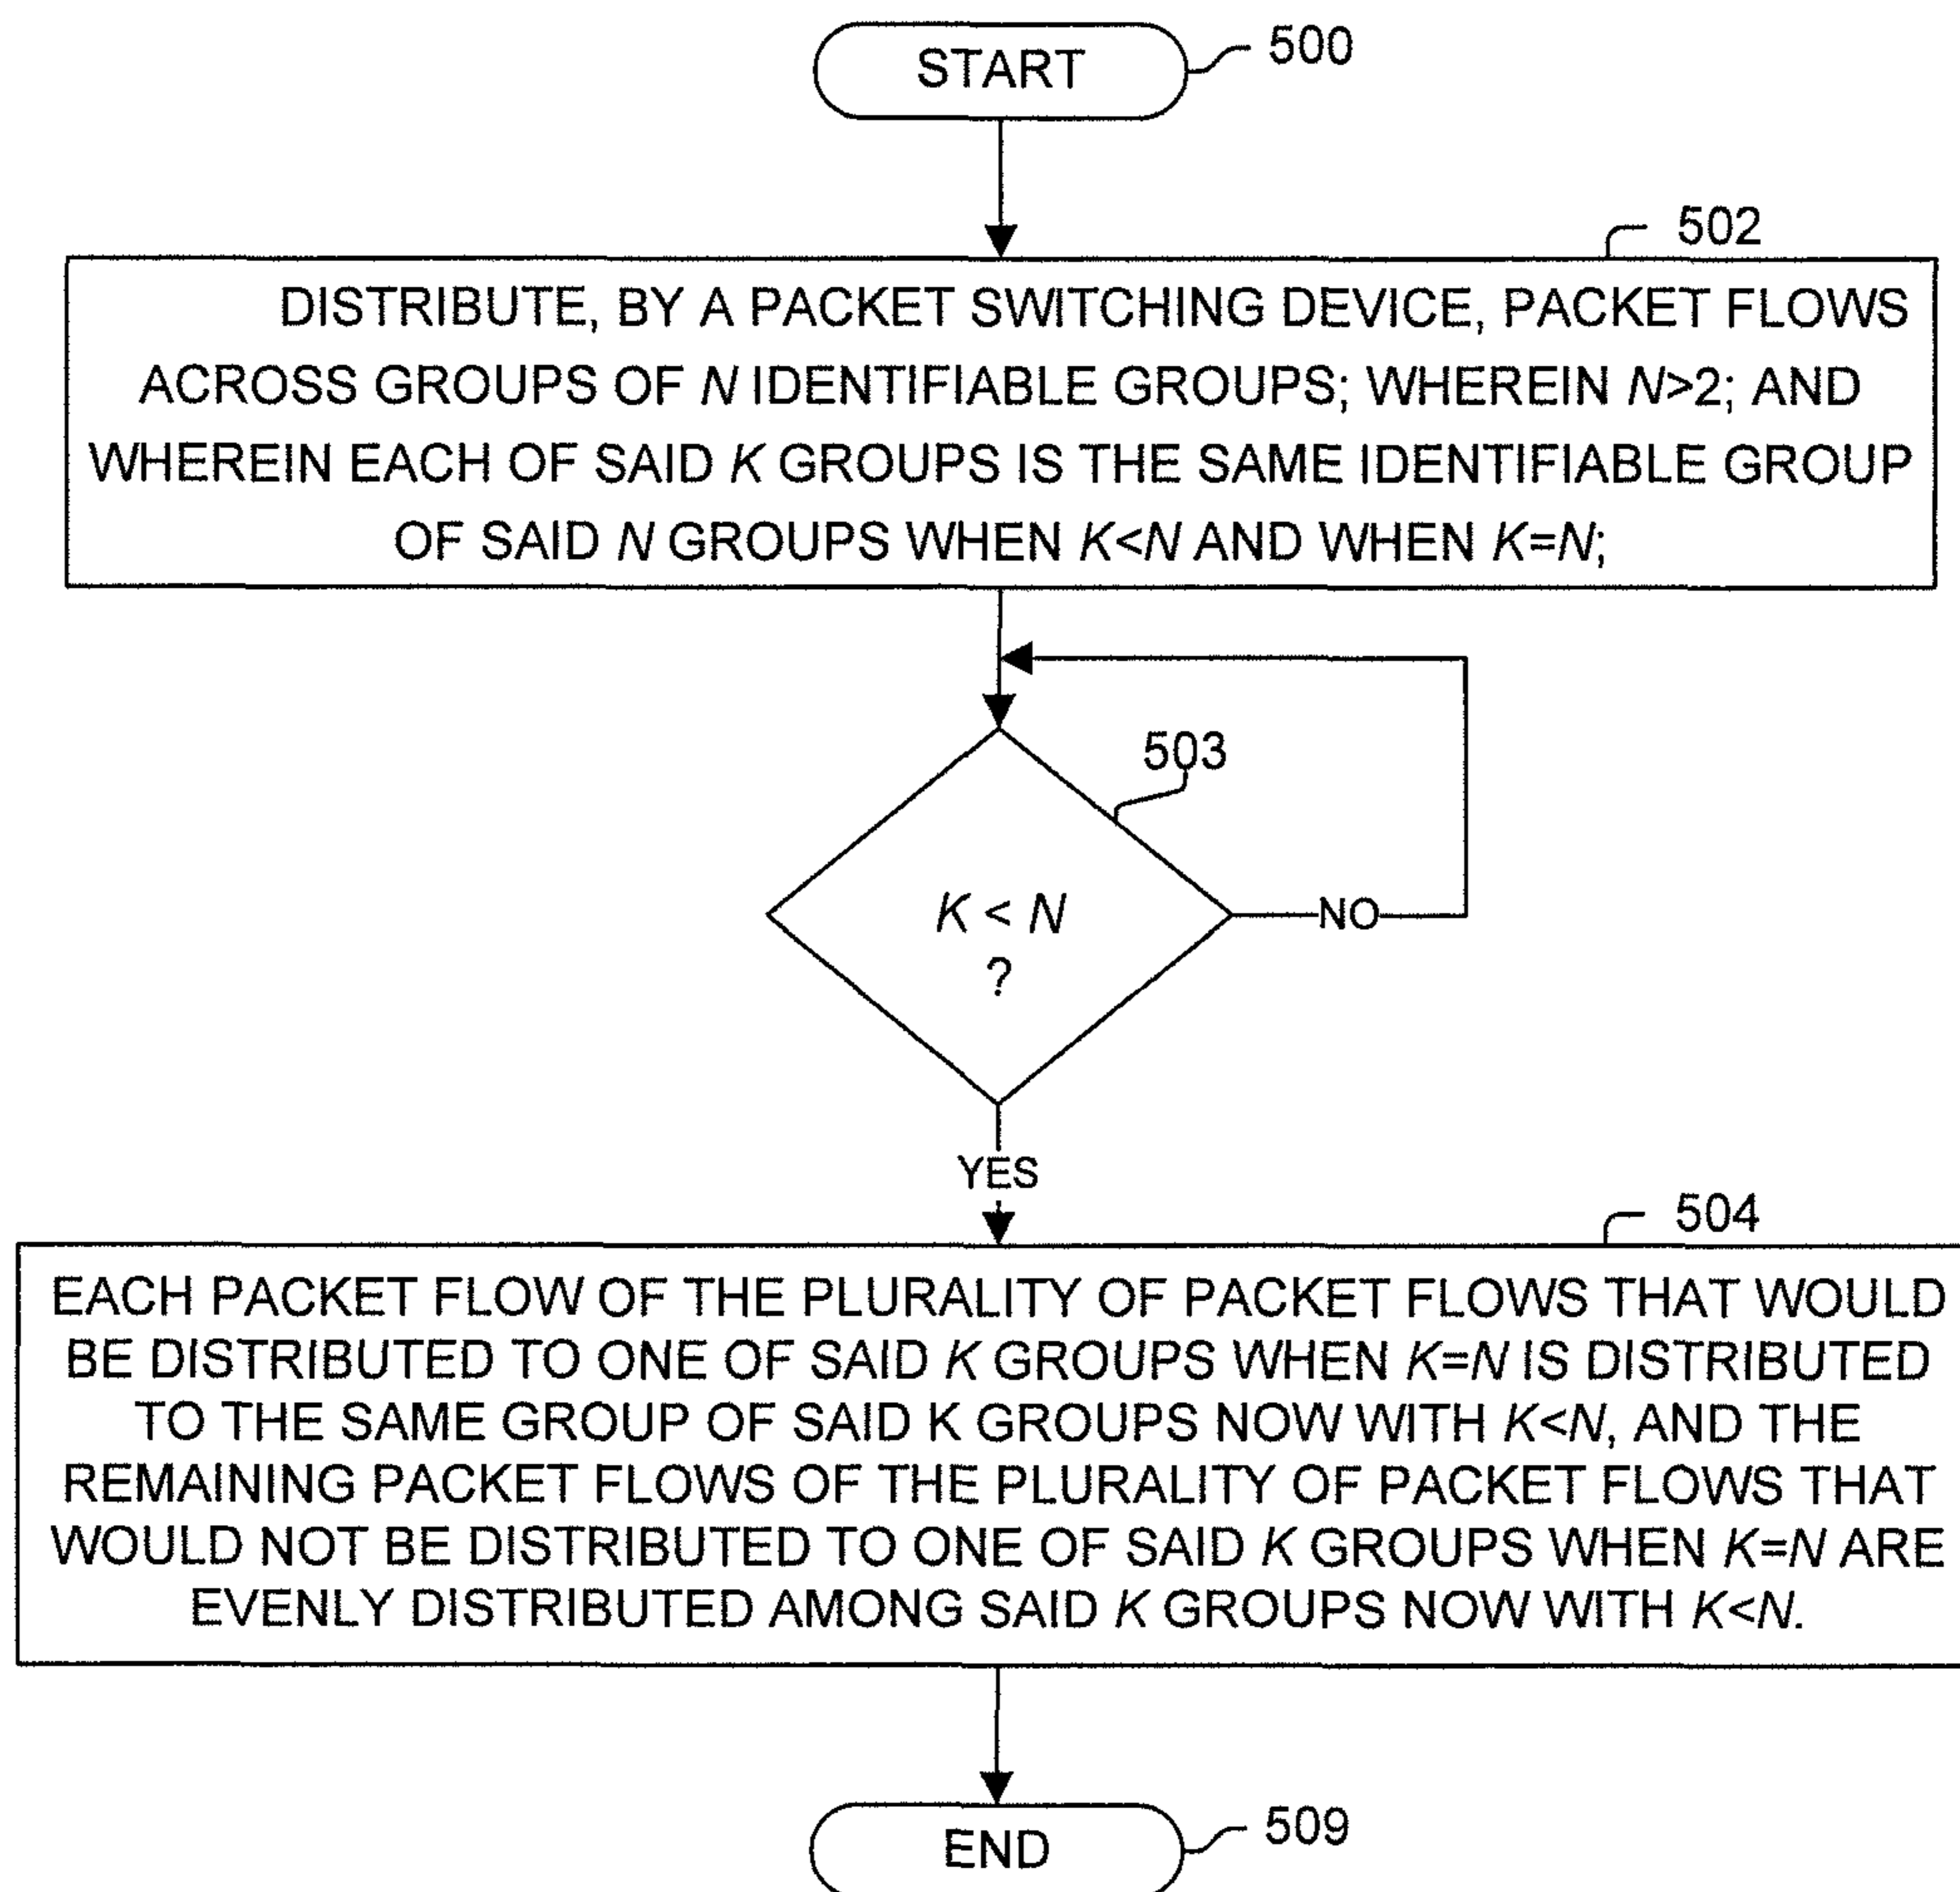 START
500
502
DISTRIBUTE, BY A PACKET SWITCHING DEVICE, PACKET FLOWS
ACROSS GROUPS OF N IDENTIFIABLE GROUPS; WHEREIN N>2; AND
WHEREIN EACH OF SAID K GROUPS IS THE SAME IDENTIFIABLE GROUP
OF SAID N GROUPS WHEN K<N AND WHEN K=N;
503
K < N
?
NO
YES
504
EACH PACKET FLOW OF THE PLURALITY OF PACKET FLOWS THAT WOULD
BE DISTRIBUTED TO ONE OF SAID K GROUPS WHEN K=N IS DISTRIBUTED
TO THE SAME GROUP OF SAID K GROUPS NOW WITH K<N, AND THE
REMAINING PACKET FLOWS OF THE PLURALITY OF PACKET FLOWS THAT
WOULD NOT BE DISTRIBUTED TO ONE OF SAID K GROUPS WHEN K=N ARE
EVENLY DISTRIBUTED AMONG SAID K GROUPS NOW WITH K<N.
END
509